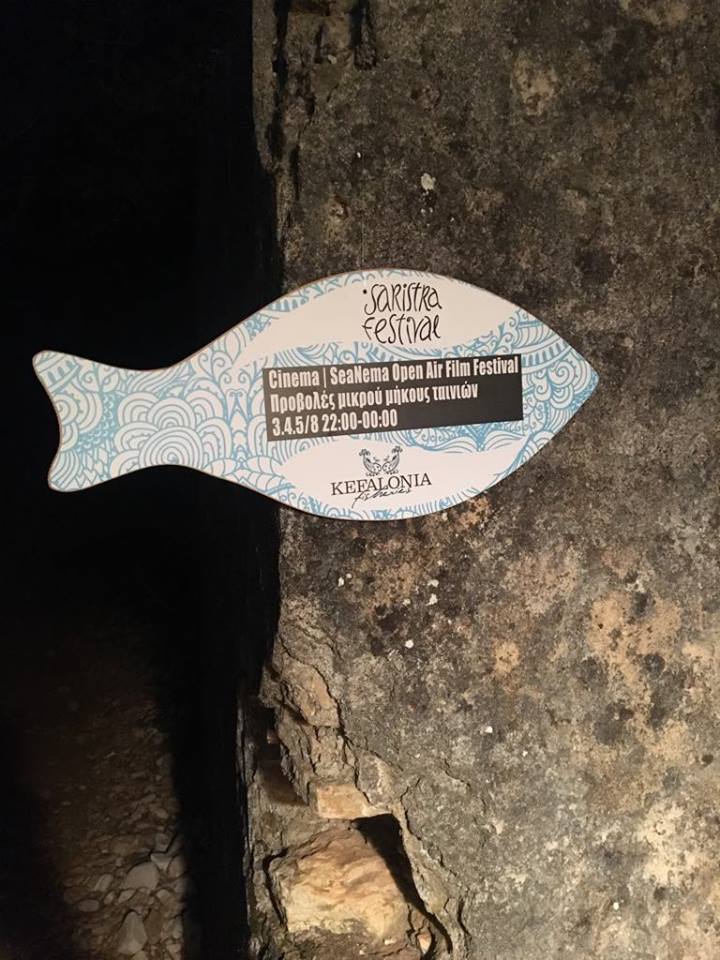 SARISTRA
FESTIVAL
Cinema | SeaNema Open Air Film Festival
Προβολές μικρού μήκους ταινιών
3.4.5/8 22:00-00:00
KEFALONIA
fisheries